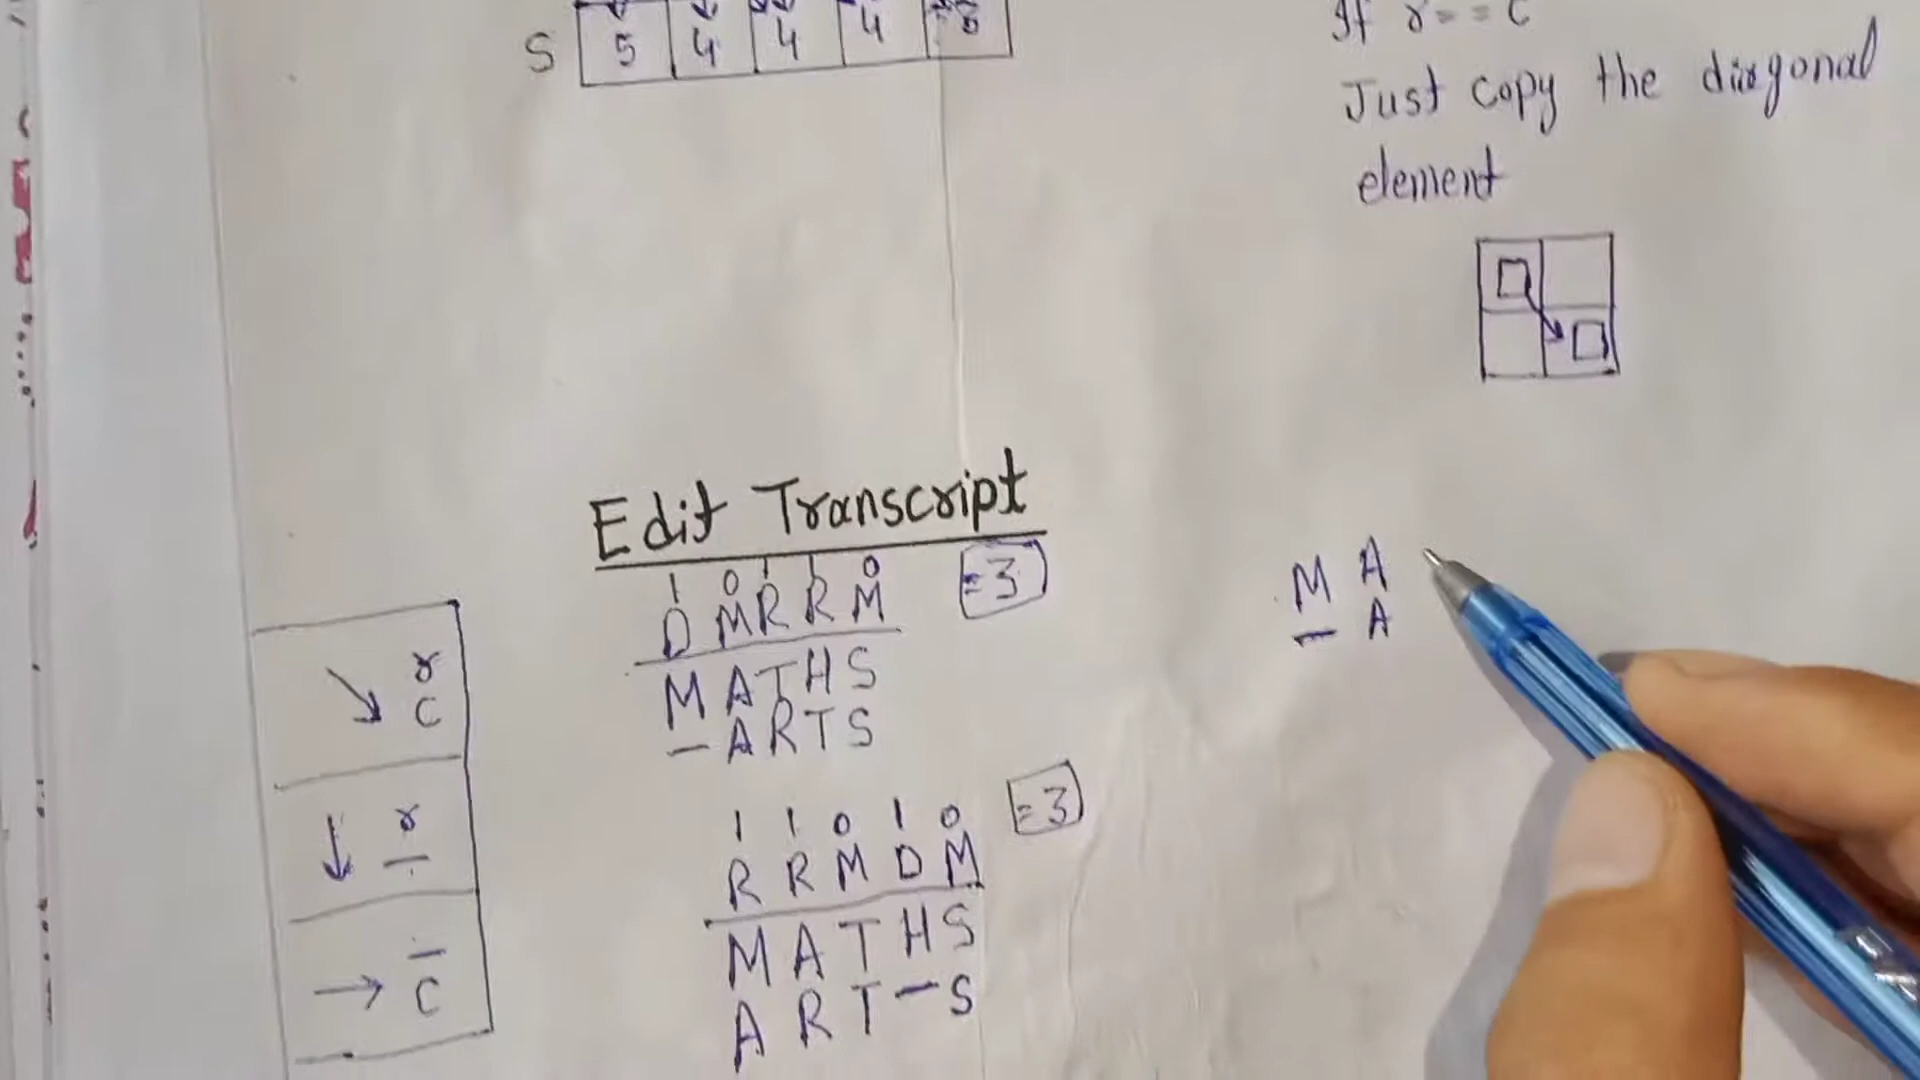 S 5 4 4 4 3
If r == C
Just copy the diagonal
element
Edit Transcript
1 0 1 1 0 =3
D M R R M
M A T H S
– A R T S
M A
– A
r
C
r
–
–
C
1 1 0 1 0 =3
R R M D M
M A T H S
A R T – S